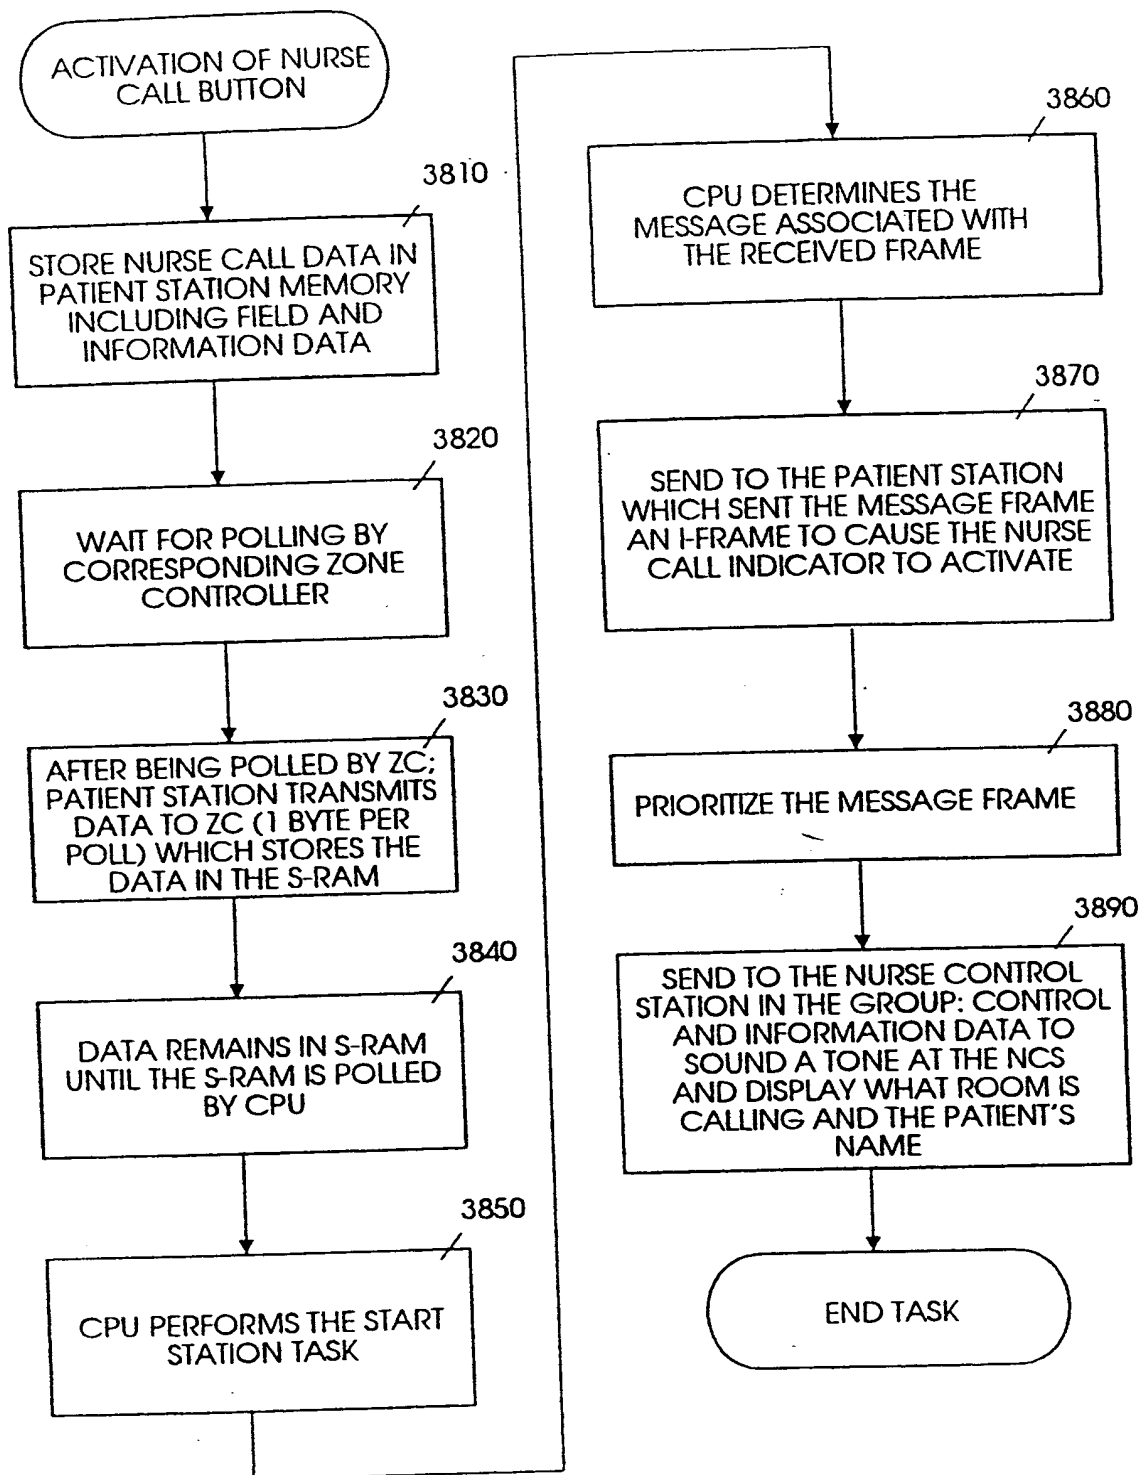 ACTIVATION OF NURSE
CALL BUTTON
3810
STORE NURSE CALL DATA IN
PATIENT STATION MEMORY
INCLUDING FIELD AND
INFORMATION DATA
3820
WAIT FOR POLLING BY
CORRESPONDING ZONE
CONTROLLER
3830
AFTER BEING POLLED BY ZC;
PATIENT STATION TRANSMITS
DATA TO ZC (1 BYTE PER
POLL) WHICH STORES THE
DATA IN THE S-RAM
3840
DATA REMAINS IN S-RAM
UNTIL THE S-RAM IS POLLED
BY CPU
3850
CPU PERFORMS THE START
STATION TASK
3860
CPU DETERMINES THE
MESSAGE ASSOCIATED WITH
THE RECEIVED FRAME
3870
SEND TO THE PATIENT STATION
WHICH SENT THE MESSAGE FRAME
AN I-FRAME TO CAUSE THE NURSE
CALL INDICATOR TO ACTIVATE
3880
PRIORITIZE THE MESSAGE FRAME
3890
SEND TO THE NURSE CONTROL
STATION IN THE GROUP: CONTROL
AND INFORMATION DATA TO
SOUND A TONE AT THE NCS
AND DISPLAY WHAT ROOM IS
CALLING AND THE PATIENT'S
NAME
END TASK